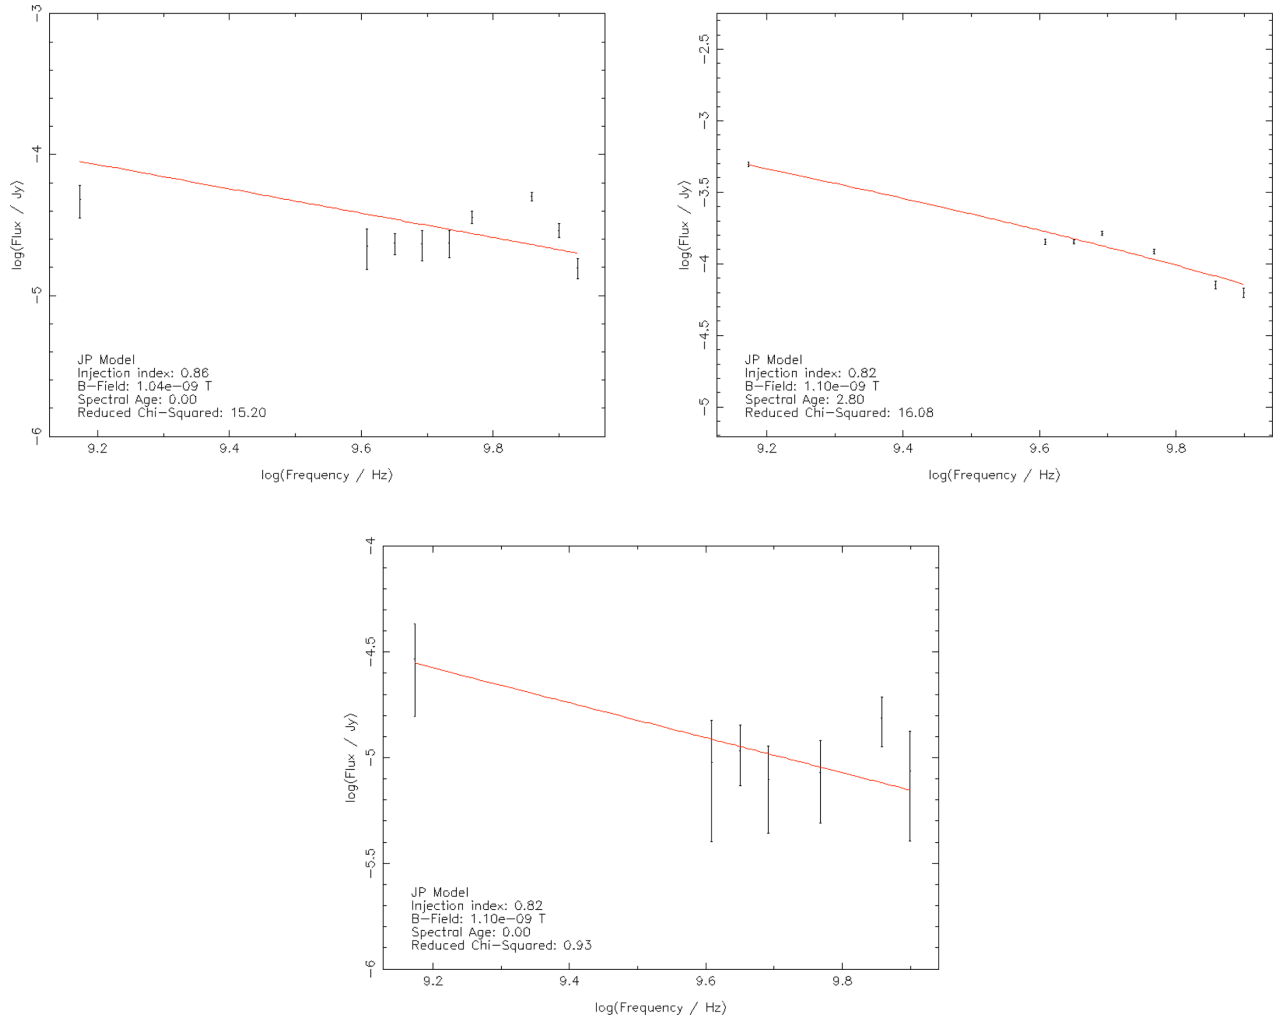 -3
-4
-5
-6
log(Flux / Jy)
JP Model
Injection index: 0.86
B-Field: 1.04e-09 T
Spectral Age: 0.00
Reduced Chi-Squared: 15.20
9.2 9.4 9.6 9.8
log(Frequency / Hz)
-2.5
-3
-3.5
-4
-4.5
-5
log(Flux / Jy)
JP Model
Injection index: 0.82
B-Field: 1.10e-09 T
Spectral Age: 2.80
Reduced Chi-Squared: 16.08
9.2 9.4 9.6 9.8
log(Frequency / Hz)
-4
-4.5
-5
-5.5
-6
log(Flux / Jy)
JP Model
Injection index: 0.82
B-Field: 1.10e-09 T
Spectral Age: 0.00
Reduced Chi-Squared: 0.93
9.2 9.4 9.6 9.8
log(Frequency / Hz)